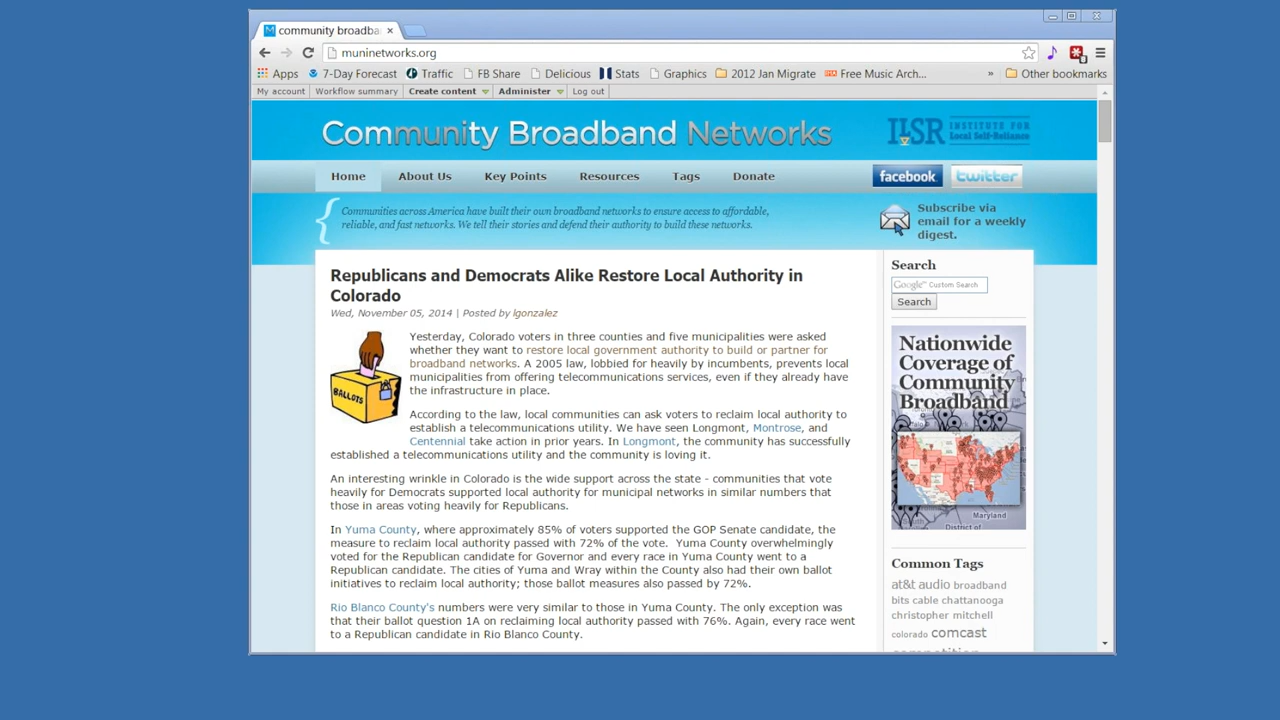 community broadba
muninetworks.org
Apps 7-Day Forecast Traffic FB Share Delicious Stats Graphics 2012 Jan Migrate Free Music Arch... » Other bookmarks
My account Workflow summary Create content Administer Log out
Community Broadband Networks
ILSR INSTITUTE FOR
Local Self-Reliance
Home About Us Key Points Resources Tags Donate
facebook twitter
Communities across America have built their own broadband networks to ensure access to affordable,
reliable, and fast networks. We tell their stories and defend their authority to build these networks.
Subscribe via
email for a weekly
digest.
Republicans and Democrats Alike Restore Local Authority in
Colorado
Wed, November 05, 2014 | Posted by lgonzalez
BALLOTS
Yesterday, Colorado voters in three counties and five municipalities were asked
whether they want to restore local government authority to build or partner for
broadband networks. A 2005 law, lobbied for heavily by incumbents, prevents local
municipalities from offering telecommunications services, even if they already have
the infrastructure in place.
According to the law, local communities can ask voters to reclaim local authority to
establish a telecommunications utility. We have seen Longmont, Montrose, and
Centennial take action in prior years. In Longmont, the community has successfully
established a telecommunications utility and the community is loving it.
An interesting wrinkle in Colorado is the wide support across the state - communities that vote
heavily for Democrats supported local authority for municipal networks in similar numbers that
those in areas voting heavily for Republicans.
In Yuma County, where approximately 85% of voters supported the GOP Senate candidate, the
measure to reclaim local authority passed with 72% of the vote. Yuma County overwhelmingly
voted for the Republican candidate for Governor and every race in Yuma County went to a
Republican candidate. The cities of Yuma and Wray within the County also had their own ballot
initiatives to reclaim local authority; those ballot measures also passed by 72%.
Rio Blanco County's numbers were very similar to those in Yuma County. The only exception was
that their ballot question 1A on reclaiming local authority passed with 76%. Again, every race went
to a Republican candidate in Rio Blanco County.
Search
Google™ Custom Search
Search
Nationwide
Coverage of
Community
Broadband
Maryland
District of
Common Tags
at&t audio broadband
bits cable chattanooga
christopher mitchell
colorado comcast
competition